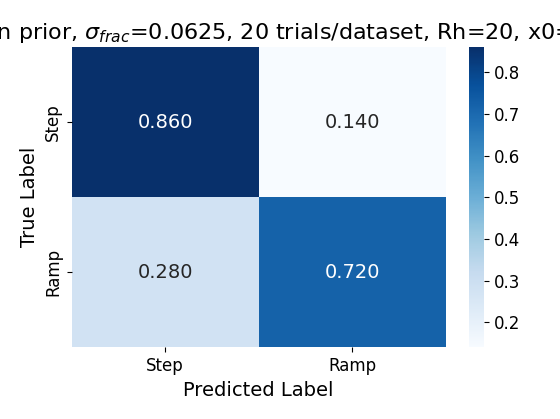 n prior, σ_frac=0.0625, 20 trials/dataset, Rh=20, x0=
True Label
Step
0.860
0.140
Ramp
0.280
0.720
Step
Ramp
Predicted Label
0.8
0.7
0.6
0.5
0.4
0.3
0.2